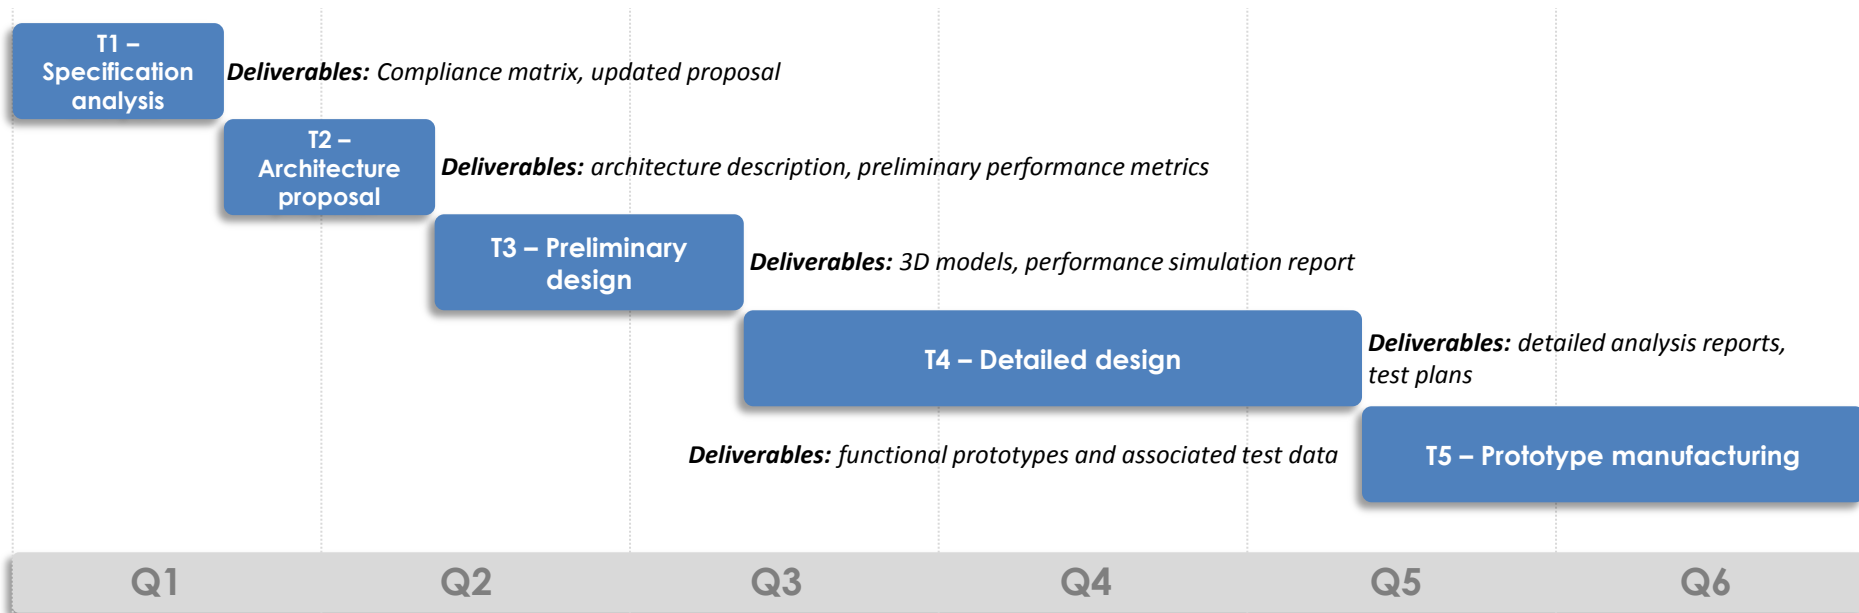 T1 –
Specification
analysis
Deliverables: Compliance matrix, updated proposal
T2 –
Architecture
proposal
Deliverables: architecture description, preliminary performance metrics
T3 – Preliminary
design
Deliverables: 3D models, performance simulation report
T4 – Detailed design
Deliverables: detailed analysis reports,
test plans
Deliverables: functional prototypes and associated test data
T5 – Prototype manufacturing
Q1 Q2 Q3 Q4 Q5 Q6